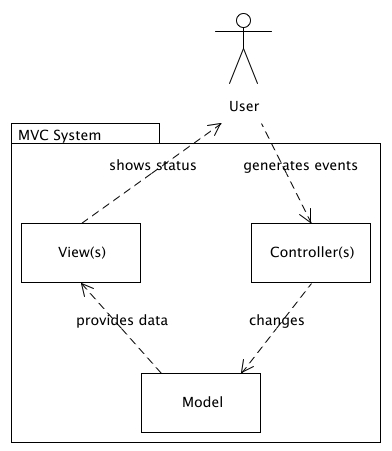 User
MVC System
shows status
generates events
View(s)
Controller(s)
provides data
changes
Model